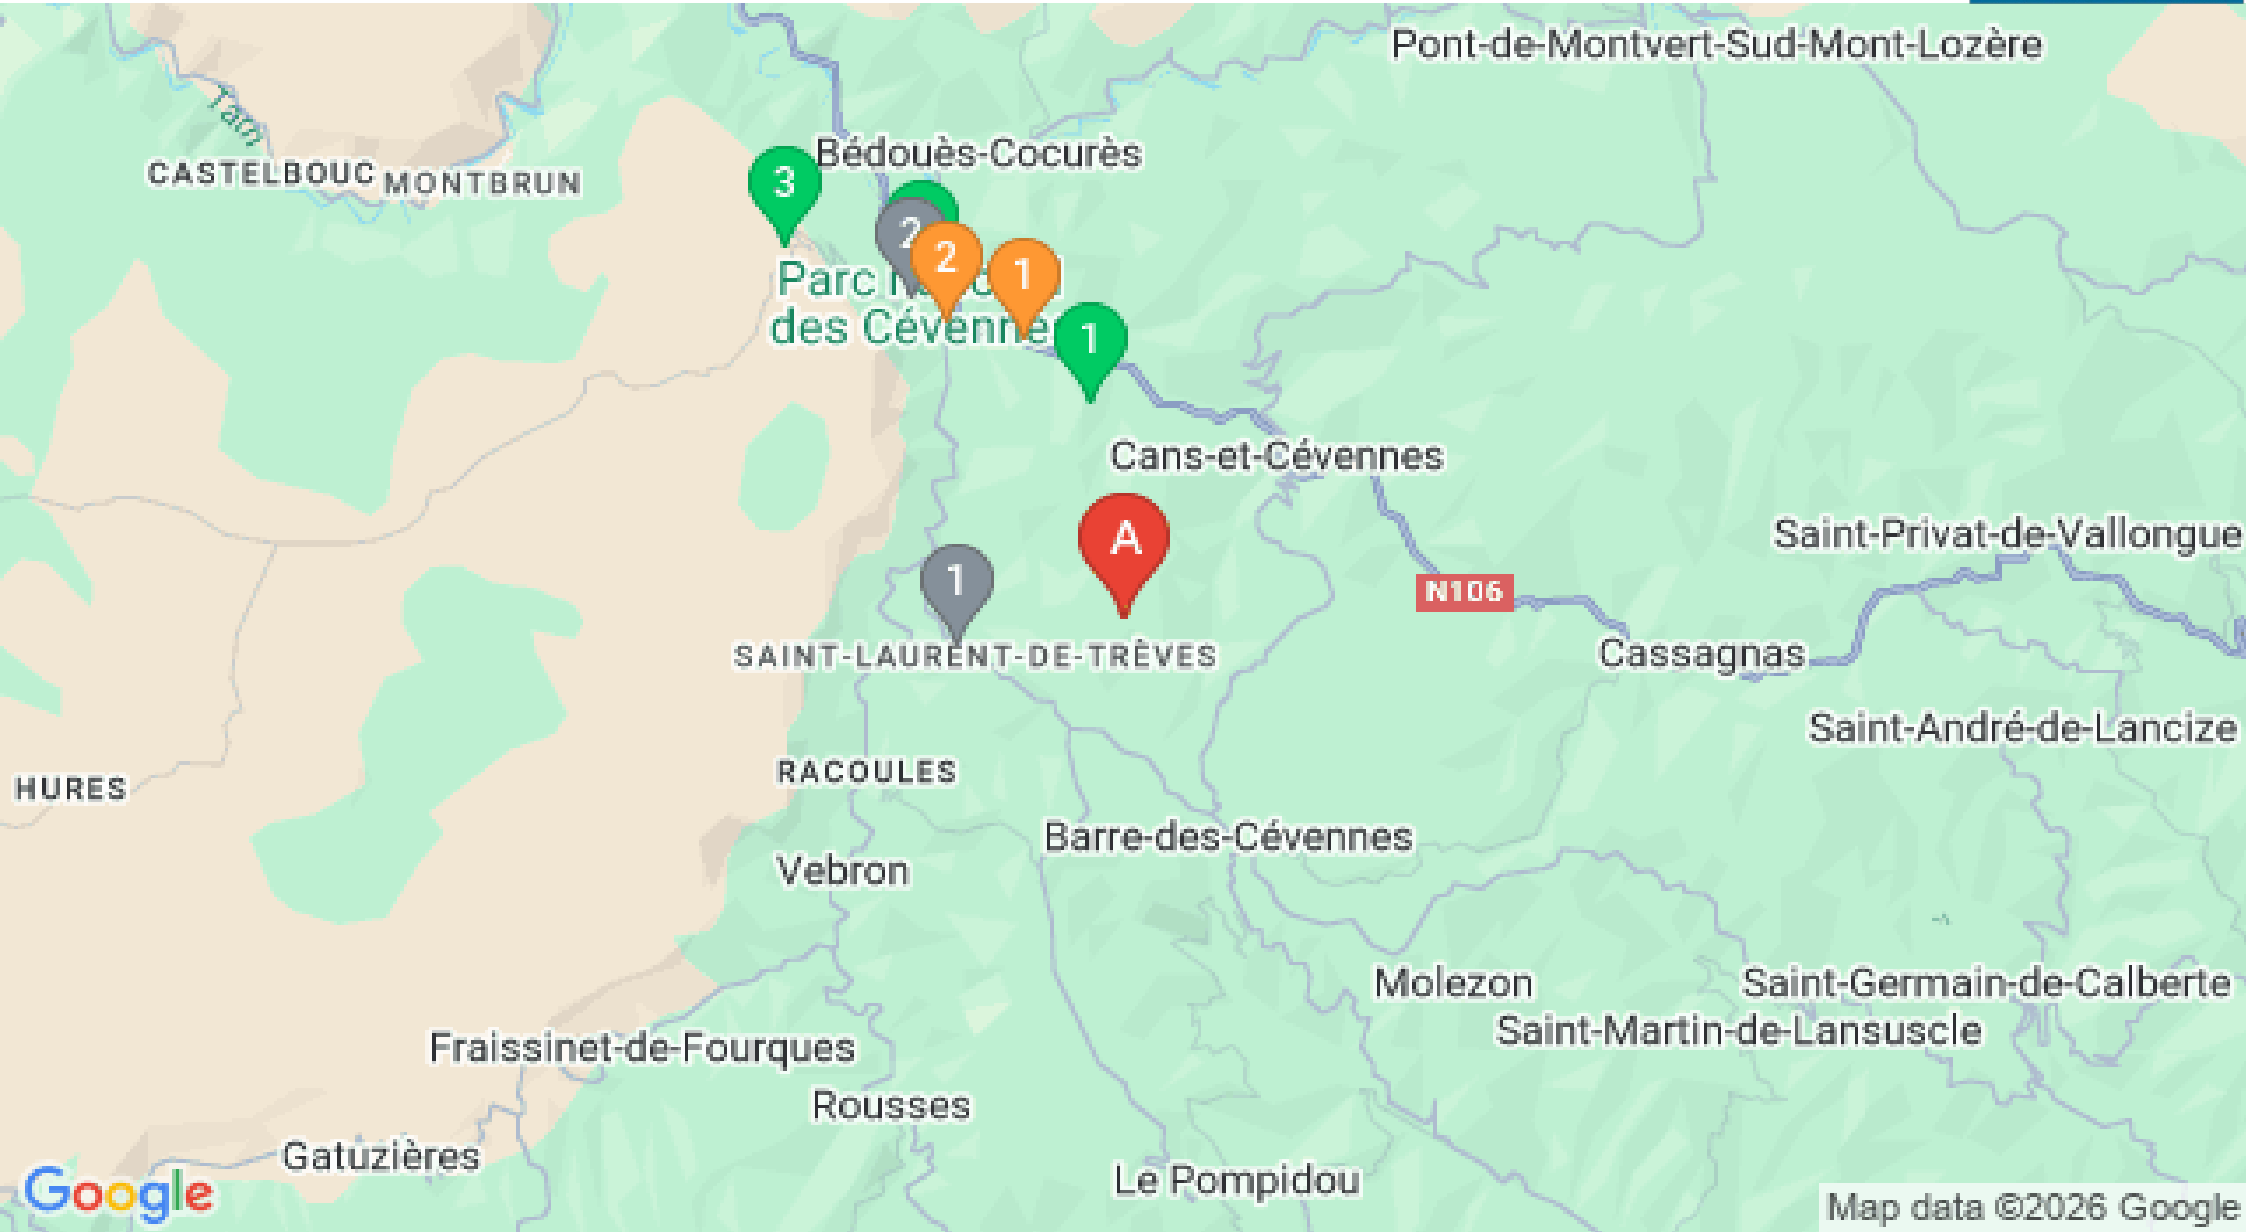 Pont-de-Montvert-Sud-Mont-Lozère
Tarn
Bédouès-Cocurès
CASTELBOUC
MONTBRUN
3
2
2
1
Parc
des Cévennes
1
Cans-et-Cévennes
A
Saint-Privat-de-Vallongue
1
N106
SAINT-LAURENT-DE-TRÈVES
Cassagnas
Saint-André-de-Lancize
RACOULES
HURES
Barre-des-Cévennes
Vebron
Molezon
Saint-Germain-de-Calberte
Saint-Martin-de-Lansuscle
Fraissinet-de-Fourques
Rousses
Gatuzières
Le Pompidou
Google
Map data ©2026 Google